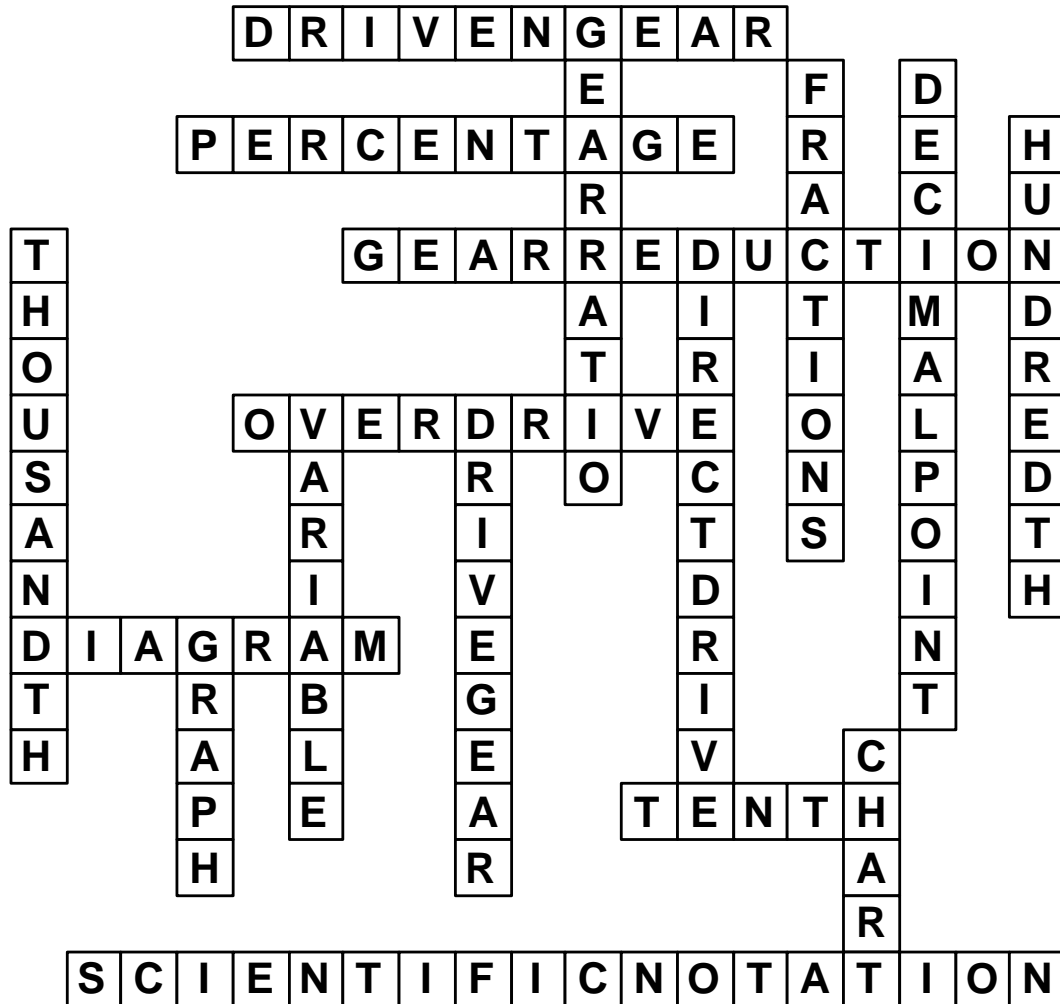 DRIVENGEAR
GEARRATIO
FRACTIONS
DECIMALPOINT
PERCENTAGE
HUNDREDTH
THOUSANDTH
GEARREDUCTION
DIRECTDRIVE
OVERDRIVE
VARIABLE
DRIVEGEAR
DIAGRAM
GRAPH
CHART
TENTH
SCIENTIFICNOTATION